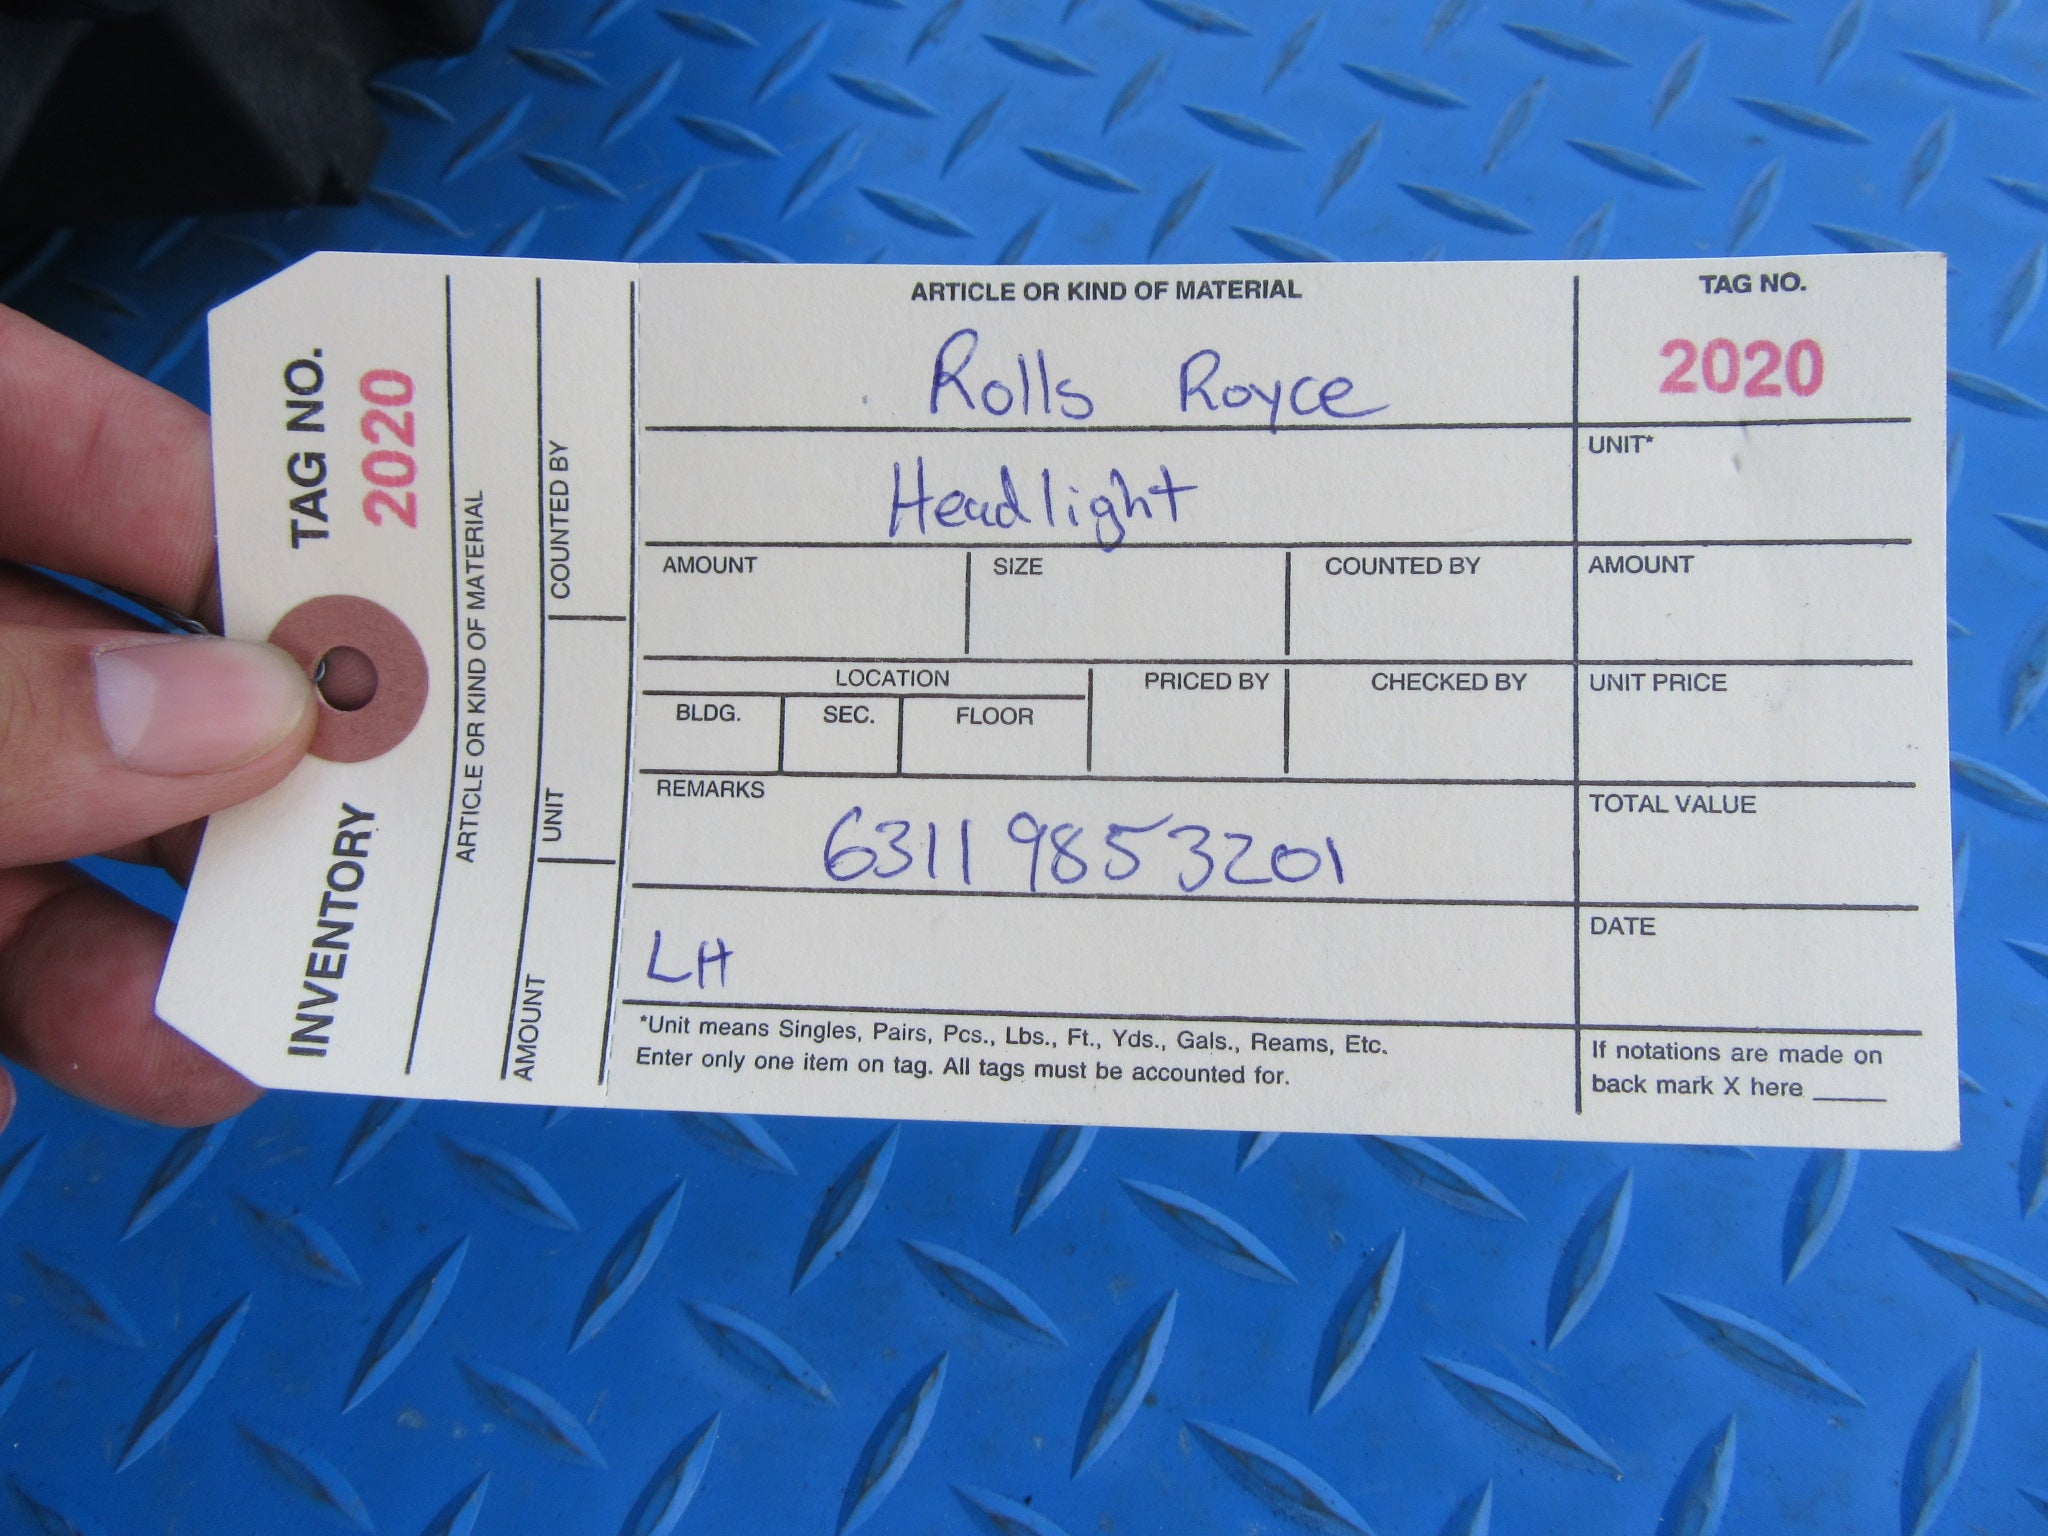 TAG NO.
2020
INVENTORY
ARTICLE OR KIND OF MATERIAL
COUNTED BY
UNIT
AMOUNT
ARTICLE OR KIND OF MATERIAL
Rolls Royce
Headlight
TAG NO.
2020
UNIT*
AMOUNT
SIZE
COUNTED BY
AMOUNT
LOCATION
BLDG.
SEC.
FLOOR
PRICED BY
CHECKED BY
UNIT PRICE
REMARKS
63119853201
TOTAL VALUE
LH
DATE
*Unit means Singles, Pairs, Pcs., Lbs., Ft., Yds., Gals., Reams, Etc.
Enter only one item on tag. All tags must be accounted for.
If notations are made on
back mark X here